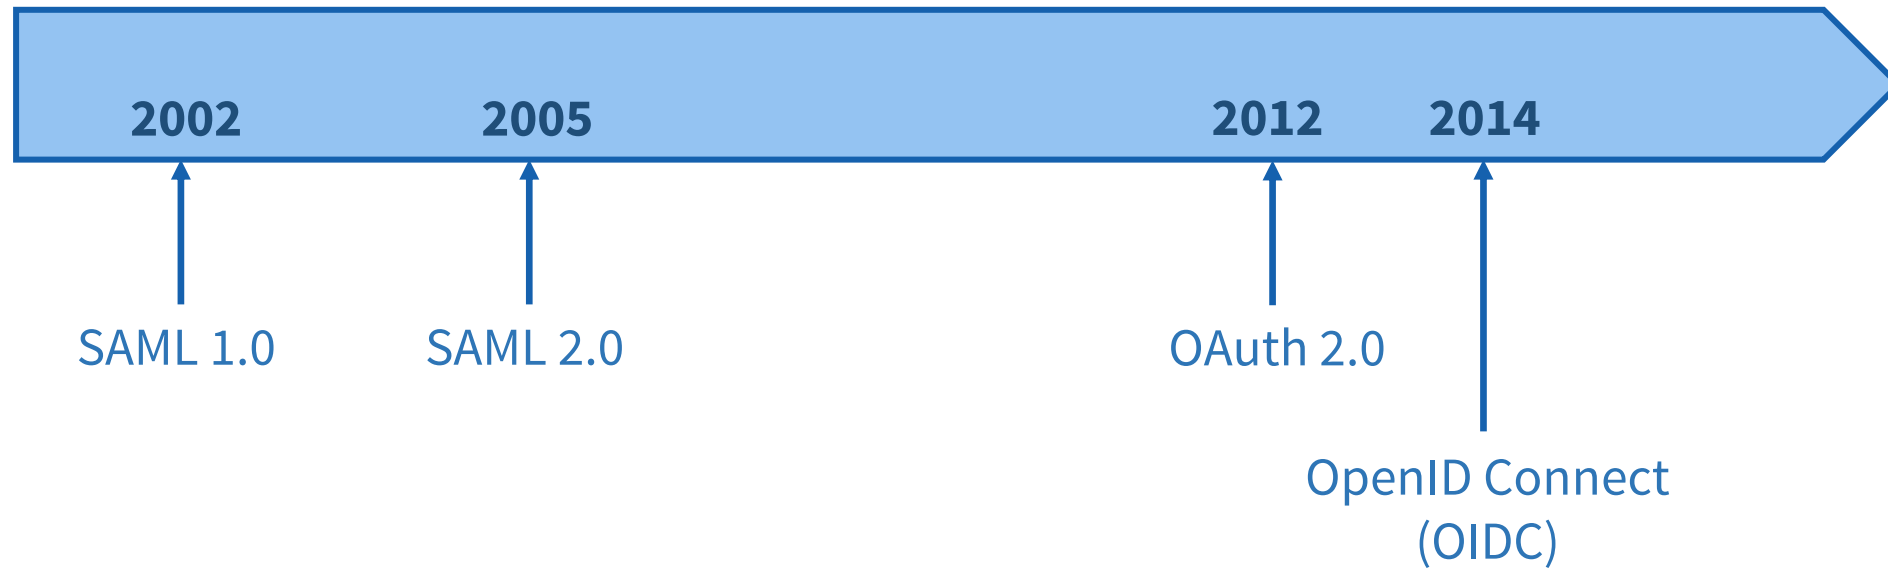 2002
2005
2012
2014
SAML 1.0
SAML 2.0
OAuth 2.0
OpenID Connect
(OIDC)